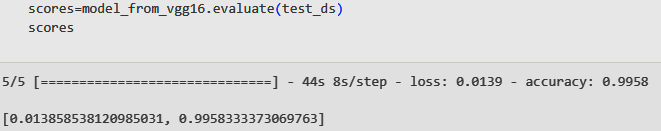 scores=model_from_vgg16.evaluate(test_ds)
scores
5/5 [==============================] - 44s 8s/step - loss: 0.0139 - accuracy: 0.9958
[0.013858538120985031, 0.9958333373069763]